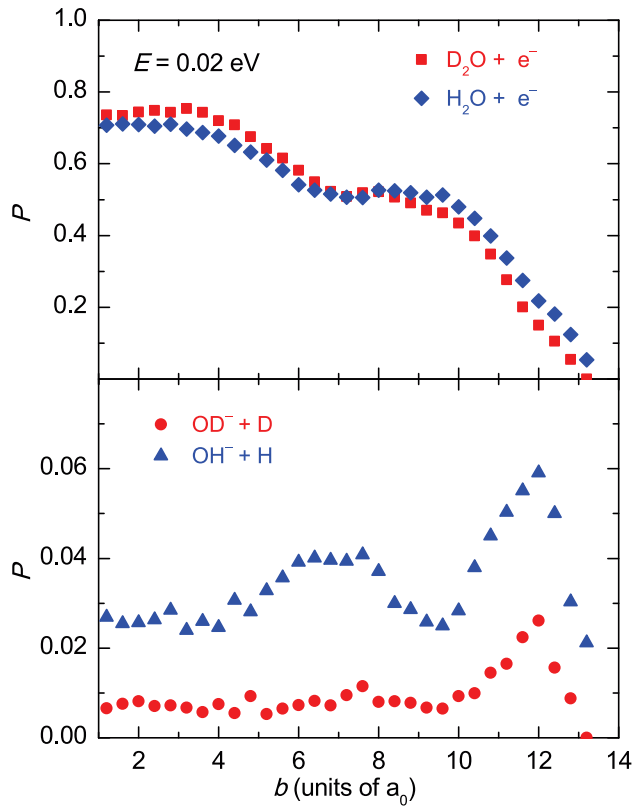 1.0
0.8
0.6
0.4
0.2
P
E = 0.02 eV
D₂O + e⁻
H₂O + e⁻
0.06
0.04
0.02
0.00
P
OD⁻ + D
OH⁻ + H
2 4 6 8 10 12 14
b (units of a₀)